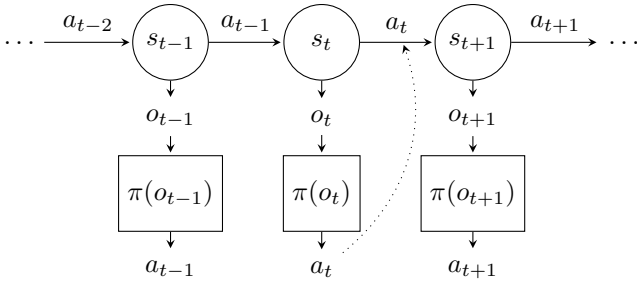 ⋯ a_{t−2} s_{t−1} a_{t−1} s_t a_t s_{t+1} a_{t+1} ⋯
o_{t−1} o_t o_{t+1}
π(o_{t−1}) π(o_t) π(o_{t+1})
a_{t−1} a_t a_{t+1}